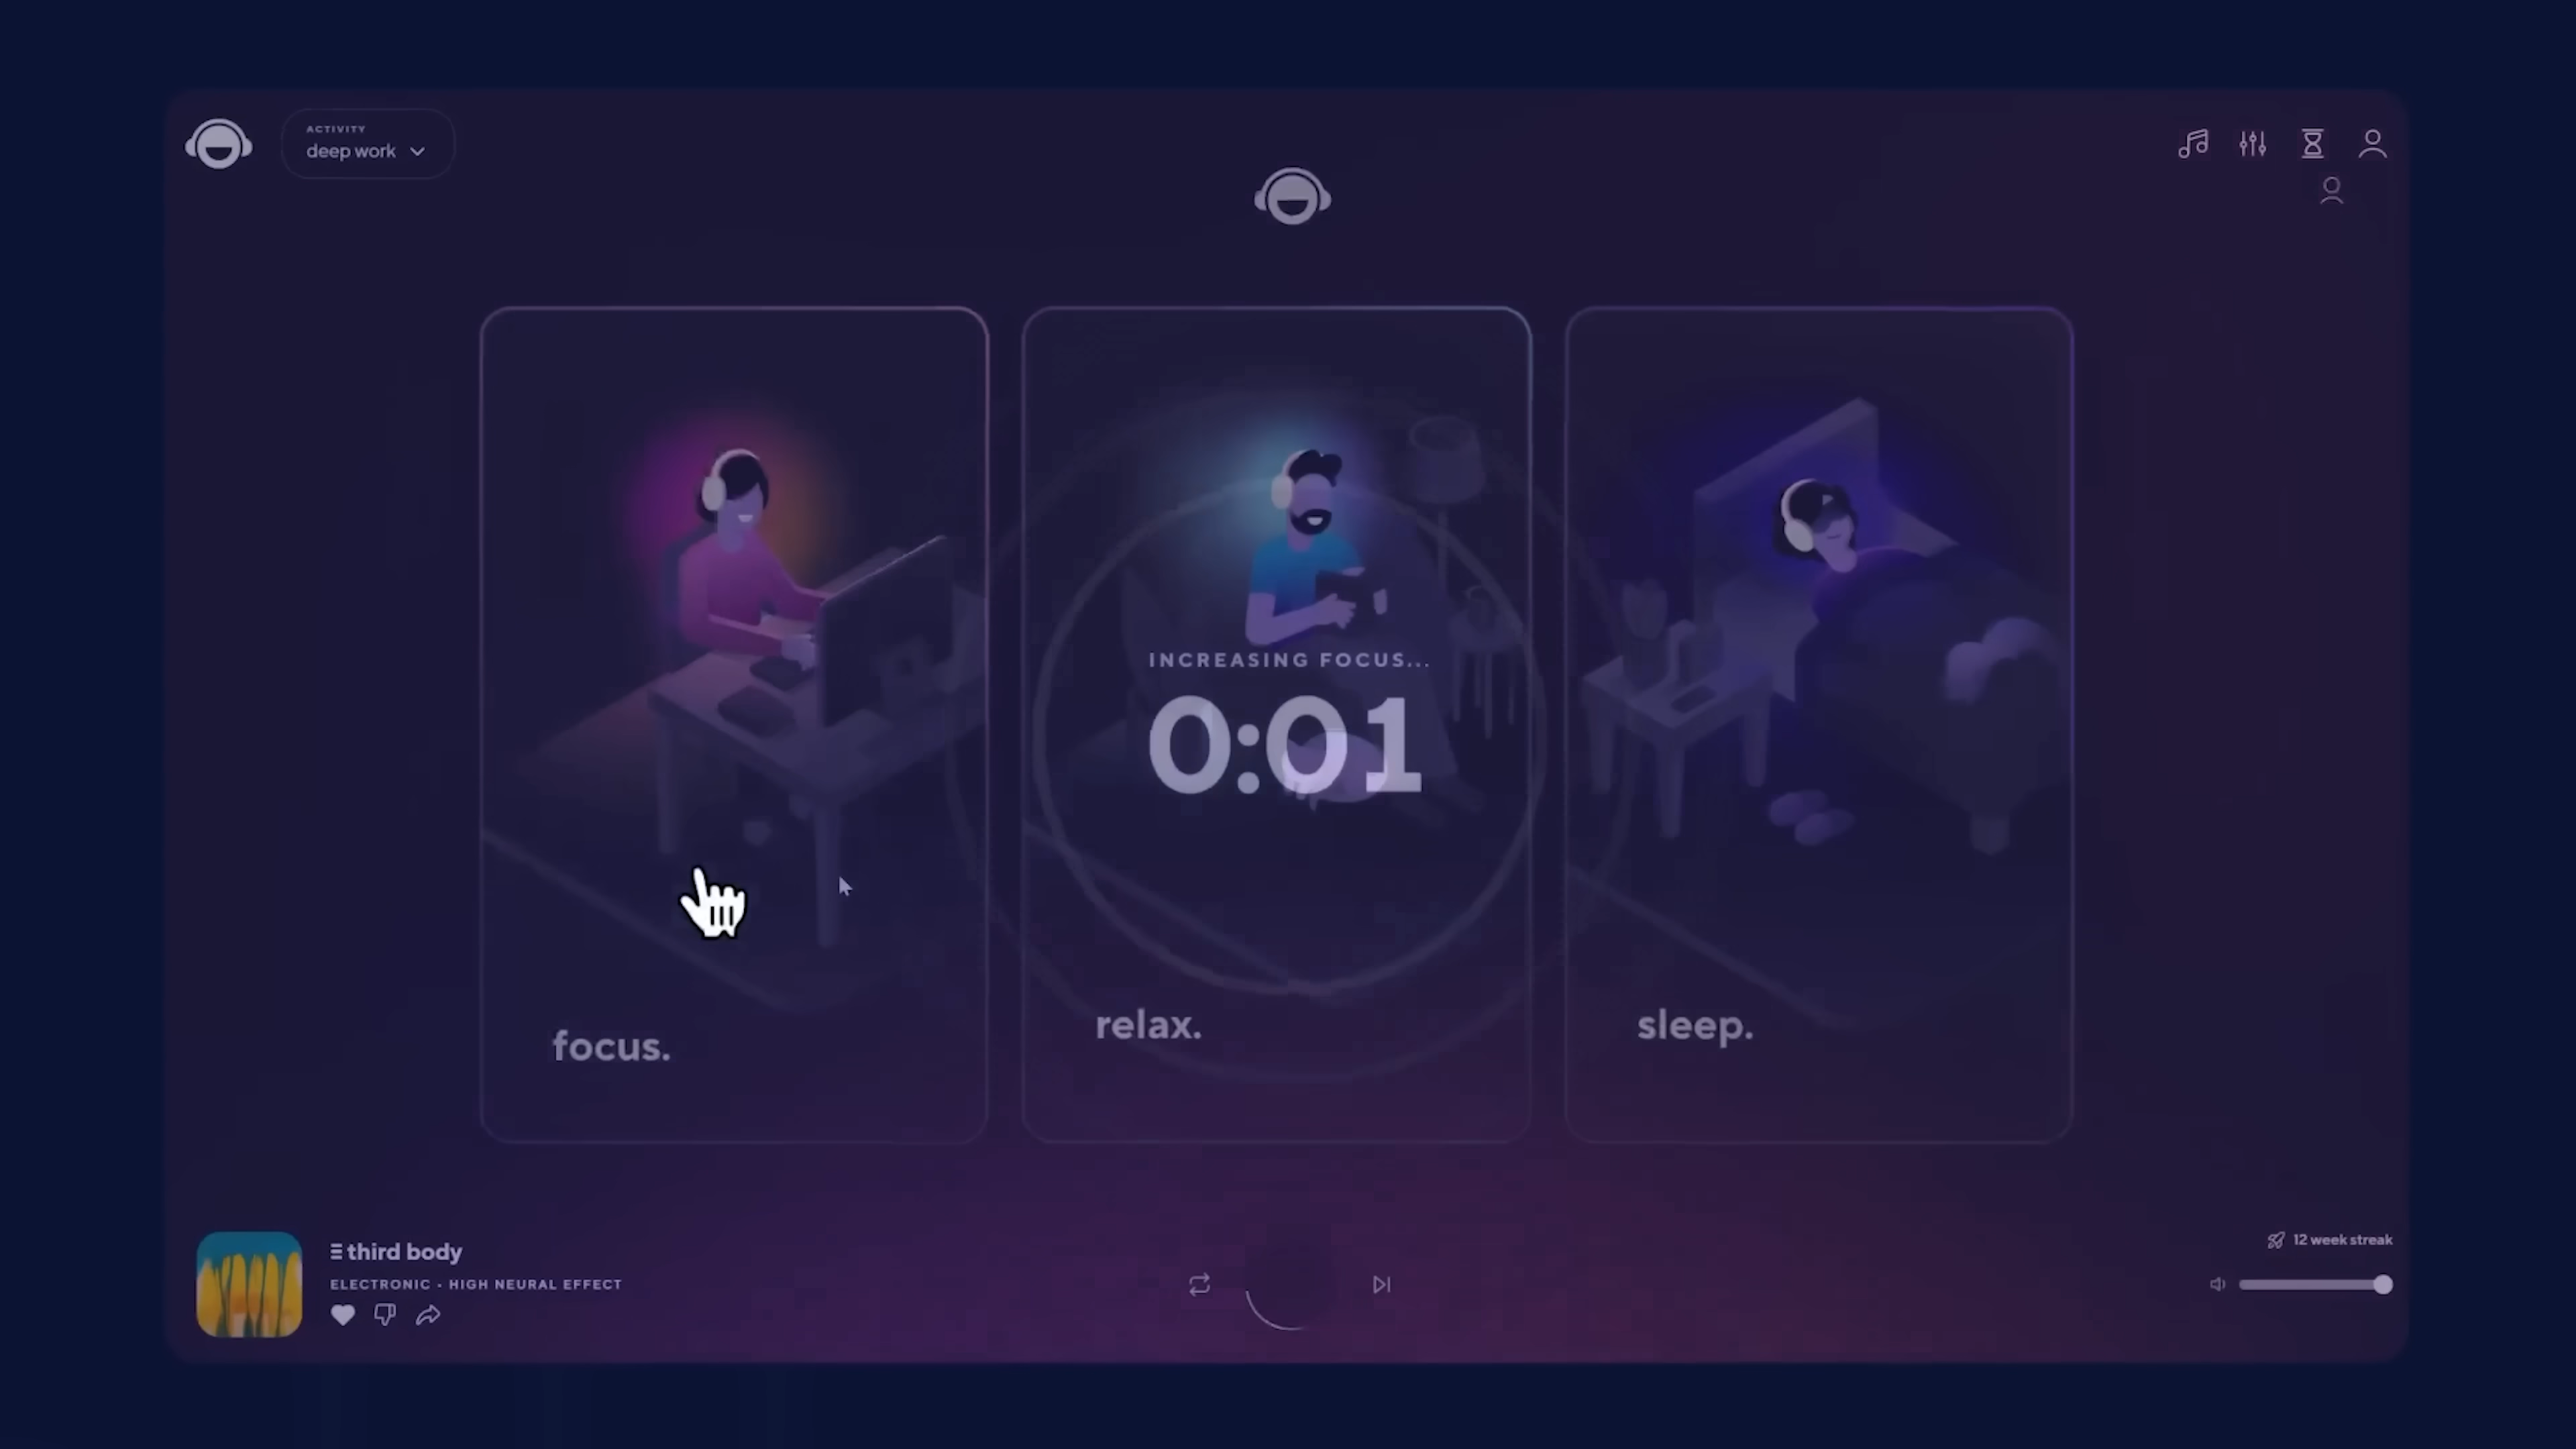 ACTIVITY
deep work
INCREASING FOCUS...
0:01
focus.
relax.
sleep.
third body
ELECTRONIC • HIGH NEURAL EFFECT
12 week streak